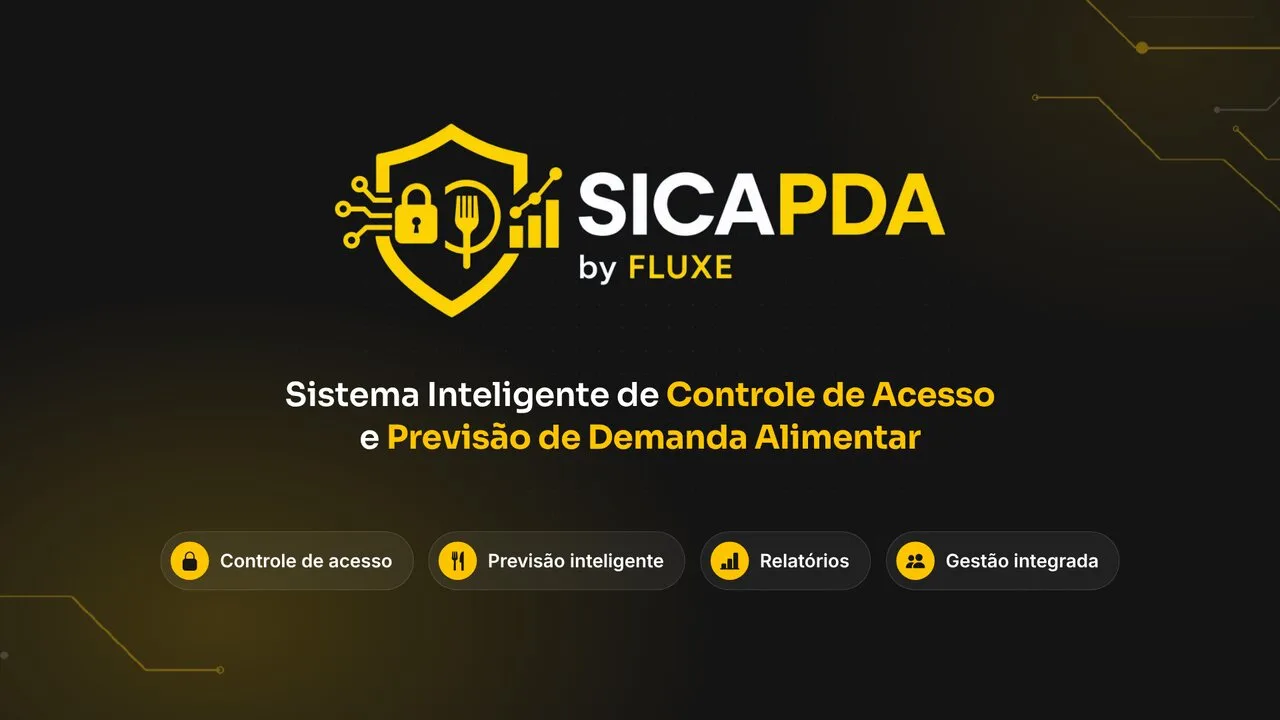 SICAPDA
by FLUXE
Sistema Inteligente de Controle de Acesso
e Previsão de Demanda Alimentar
Controle de acesso
Previsão inteligente
Relatórios
Gestão integrada